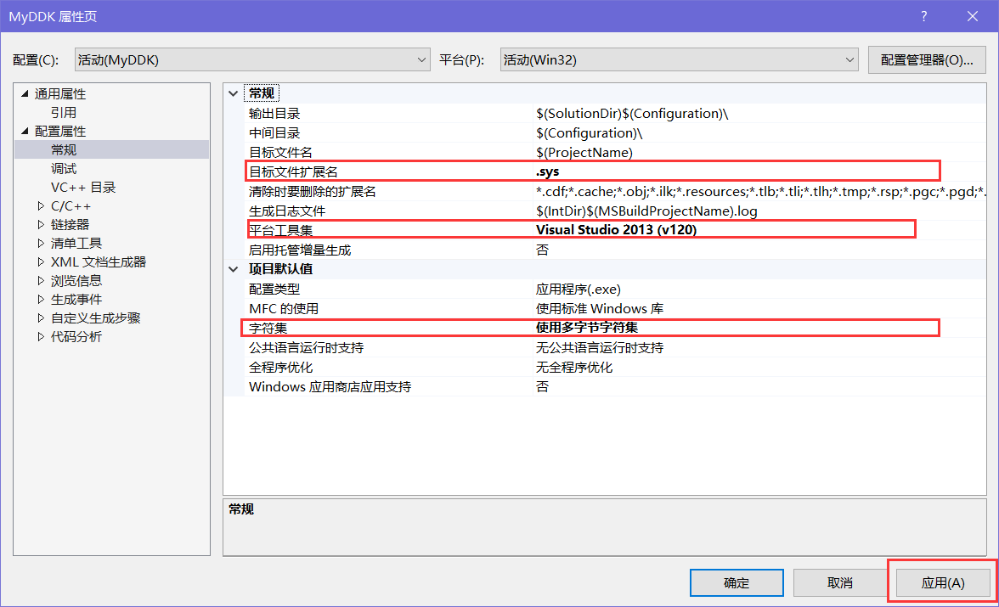 MyDDK 属性页
配置(C): 活动(MyDDK) 平台(P): 活动(Win32) 配置管理器(O)...
通用属性
引用
配置属性
常规
调试
VC++ 目录
C/C++
链接器
清单工具
XML 文档生成器
浏览信息
生成事件
自定义生成步骤
代码分析
常规
输出目录 $(SolutionDir)$(Configuration)\
中间目录 $(Configuration)\
目标文件名 $(ProjectName)
目标文件扩展名 .sys
清除时要删除的扩展名 *.cdf;*.cache;*.obj;*.ilk;*.resources;*.tlb;*.tli;*.tlh;*.tmp;*.rsp;*.pgc;*.pgd;*.
生成日志文件 $(IntDir)$(MSBuildProjectName).log
平台工具集 Visual Studio 2013 (v120)
启用托管增量生成 否
项目默认值
配置类型 应用程序(.exe)
MFC 的使用 使用标准 Windows 库
字符集 使用多字节字符集
公共语言运行时支持 无公共语言运行时支持
全程序优化 无全程序优化
Windows 应用商店应用支持 否
常规
确定 取消 应用(A)